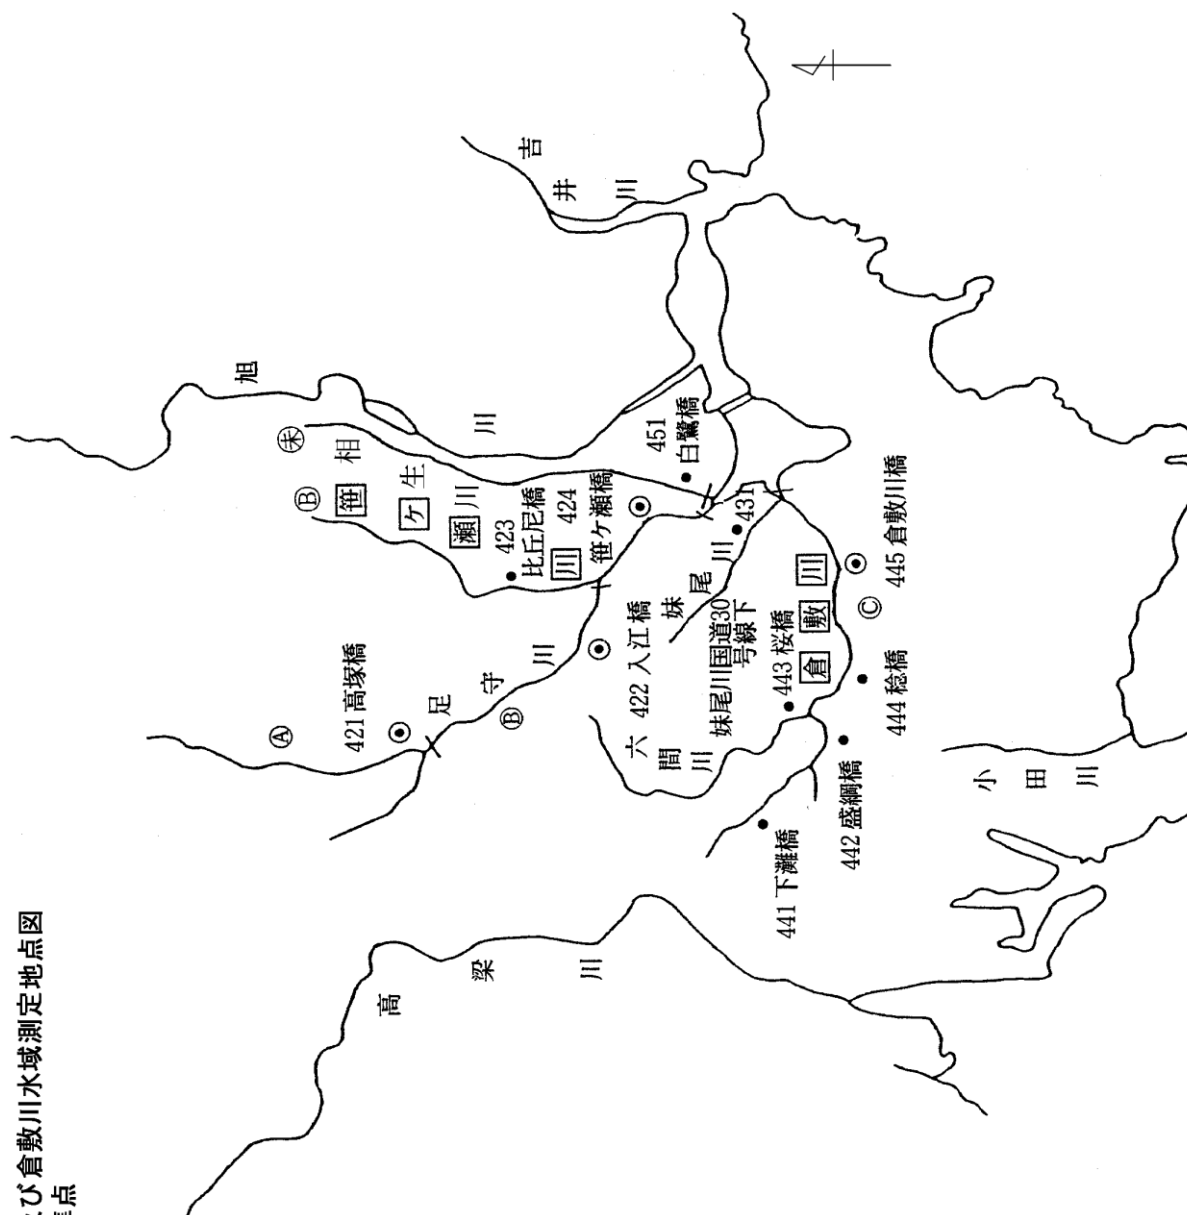 び倉敷川水域測定地点図
点
旭
川
吉
井
川
高
梁
川
小
田
川
足
守
川
六
間
川
妹
尾
川
相
生
川
笹
ケ
瀬
川
倉
敷
川
未
B
A
B
C
421 高塚橋
422 入江橋
423
比丘尼橋
424
笹ケ瀬橋
451
白鷺橋
431
妹尾川国道30
号線下
443 桜橋
441 下灘橋
442 盛綱橋
444 稔橋
445 倉敷川橋